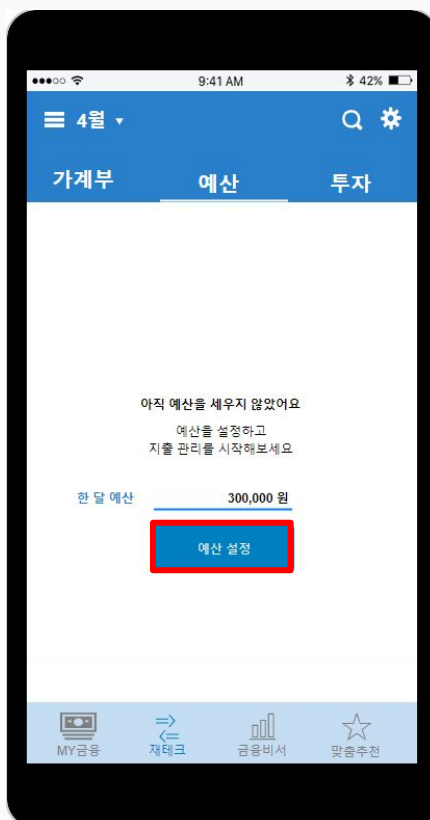 9:41 AM
42%
4월
가계부
예산
투자
아직 예산을 세우지 않았어요
예산을 설정하고
지출 관리를 시작해보세요
한 달 예산 300,000 원
예산 설정
MY금융
재테크
금융비서
맞춤추천